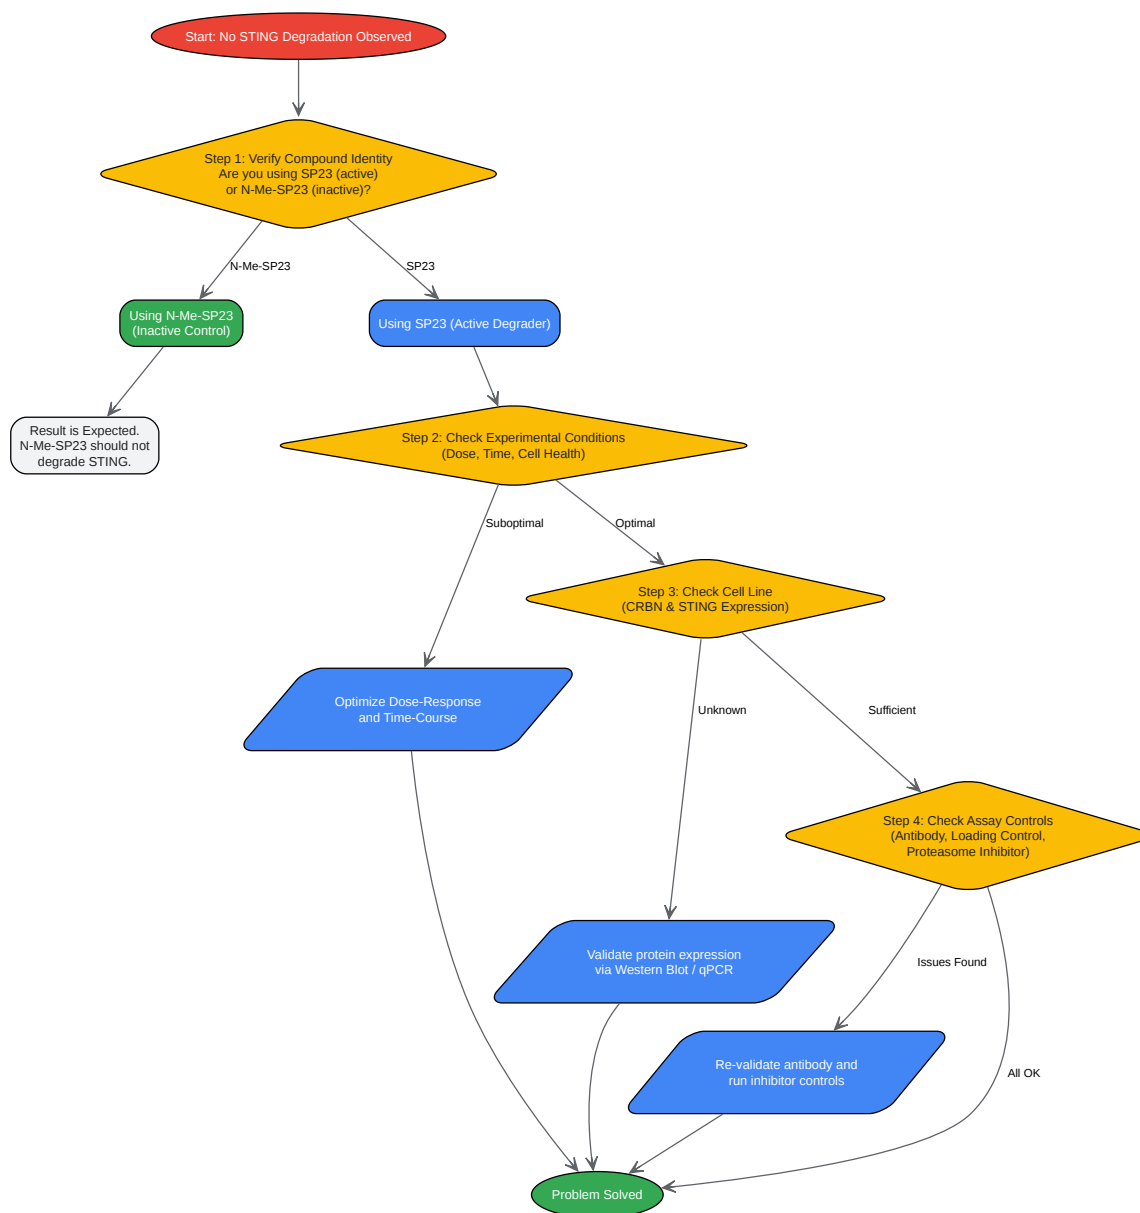 Start: No STING Degradation Observed
Step 1: Verify Compound Identity
Are you using SP23 (active)
or N-Me-SP23 (inactive)?
N-Me-SP23
SP23
Using N-Me-SP23
(Inactive Control)
Using SP23 (Active Degrader)
Result is Expected.
N-Me-SP23 should not
degrade STING.
Step 2: Check Experimental Conditions
(Dose, Time, Cell Health)
Suboptimal
Optimal
Step 3: Check Cell Line
(CRBN & STING Expression)
Optimize Dose-Response
and Time-Course
Unknown
Sufficient
Step 4: Check Assay Controls
(Antibody, Loading Control,
Proteasome Inhibitor)
Validate protein expression
via Western Blot / qPCR
Issues Found
Re-validate antibody and
run inhibitor controls
All OK
Problem Solved